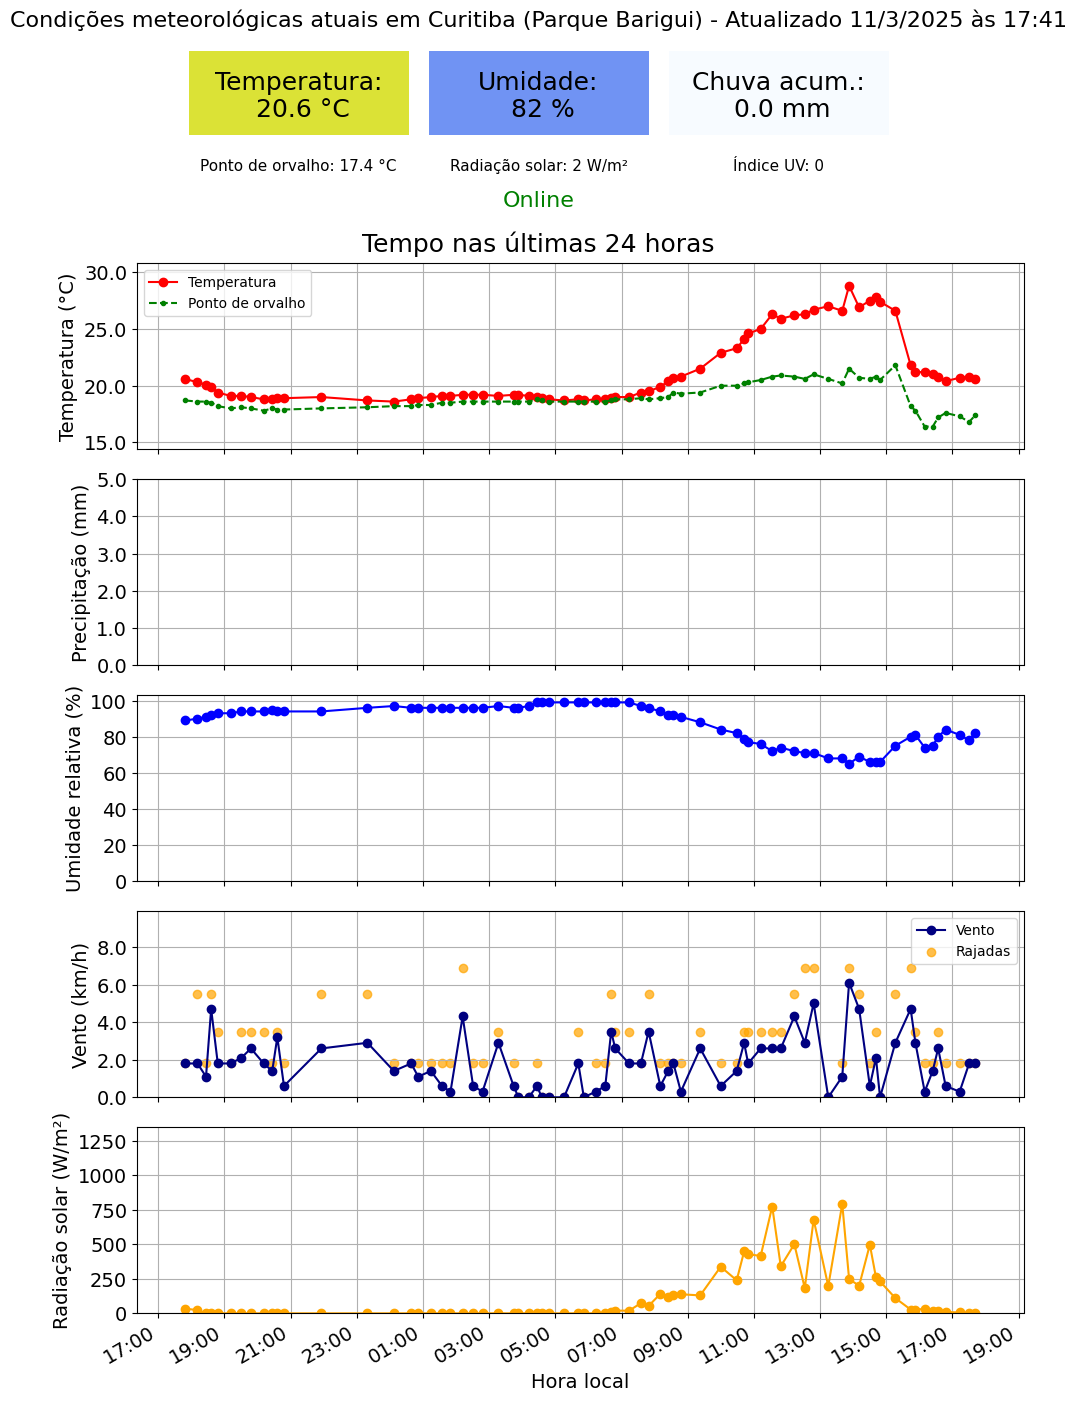 Condições meteorológicas atuais em Curitiba (Parque Barigui) - Atualizado 11/3/2025 às 17:41
Temperatura:
20.6 °C
Umidade:
82 %
Chuva acum.:
0.0 mm
Ponto de orvalho: 17.4 °C
Radiação solar: 2 W/m²
Índice UV: 0
Online
Tempo nas últimas 24 horas
Temperatura (°C)
30.0
25.0
20.0
15.0
Temperatura
Ponto de orvalho
Precipitação (mm)
5.0
4.0
3.0
2.0
1.0
0.0
Umidade relativa (%)
100
80
60
40
20
0
Vento (km/h)
8.0
6.0
4.0
2.0
0.0
Vento
Rajadas
Radiação solar (W/m²)
1250
1000
750
500
250
0
17:00
19:00
21:00
23:00
01:00
03:00
05:00
07:00
09:00
11:00
13:00
15:00
17:00
19:00
Hora local